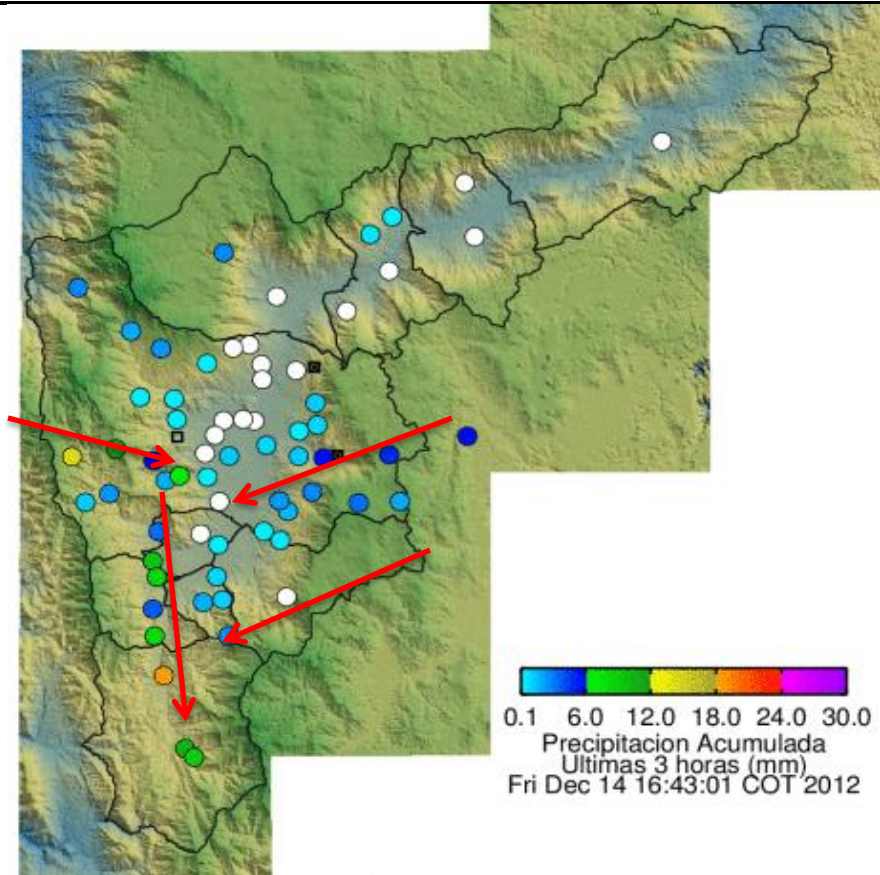 0.1 6.0 12.0 18.0 24.0 30.0
Precipitacion Acumulada
Ultimas 3 horas (mm)
Fri Dec 14 16:43:01 COT 2012